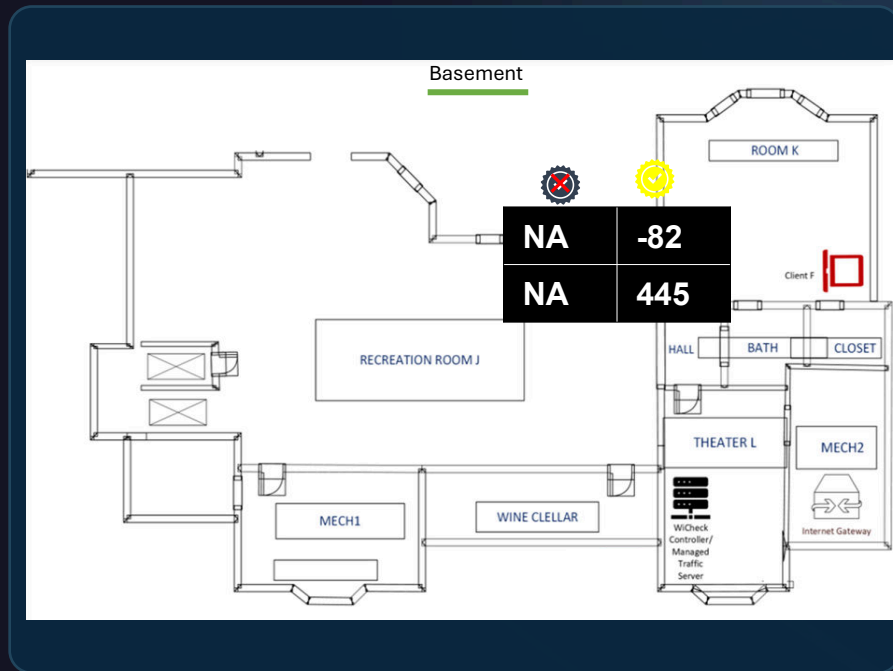 Basement
ROOM K
NA -82
Client F
NA 445
RECREATION ROOM J
HALL
BATH
CLOSET
THEATER L
MECH2
MECH1
WINE CLELLAR
WiCheck
Controller/
Managed
Traffic
Server
Internet Gateway